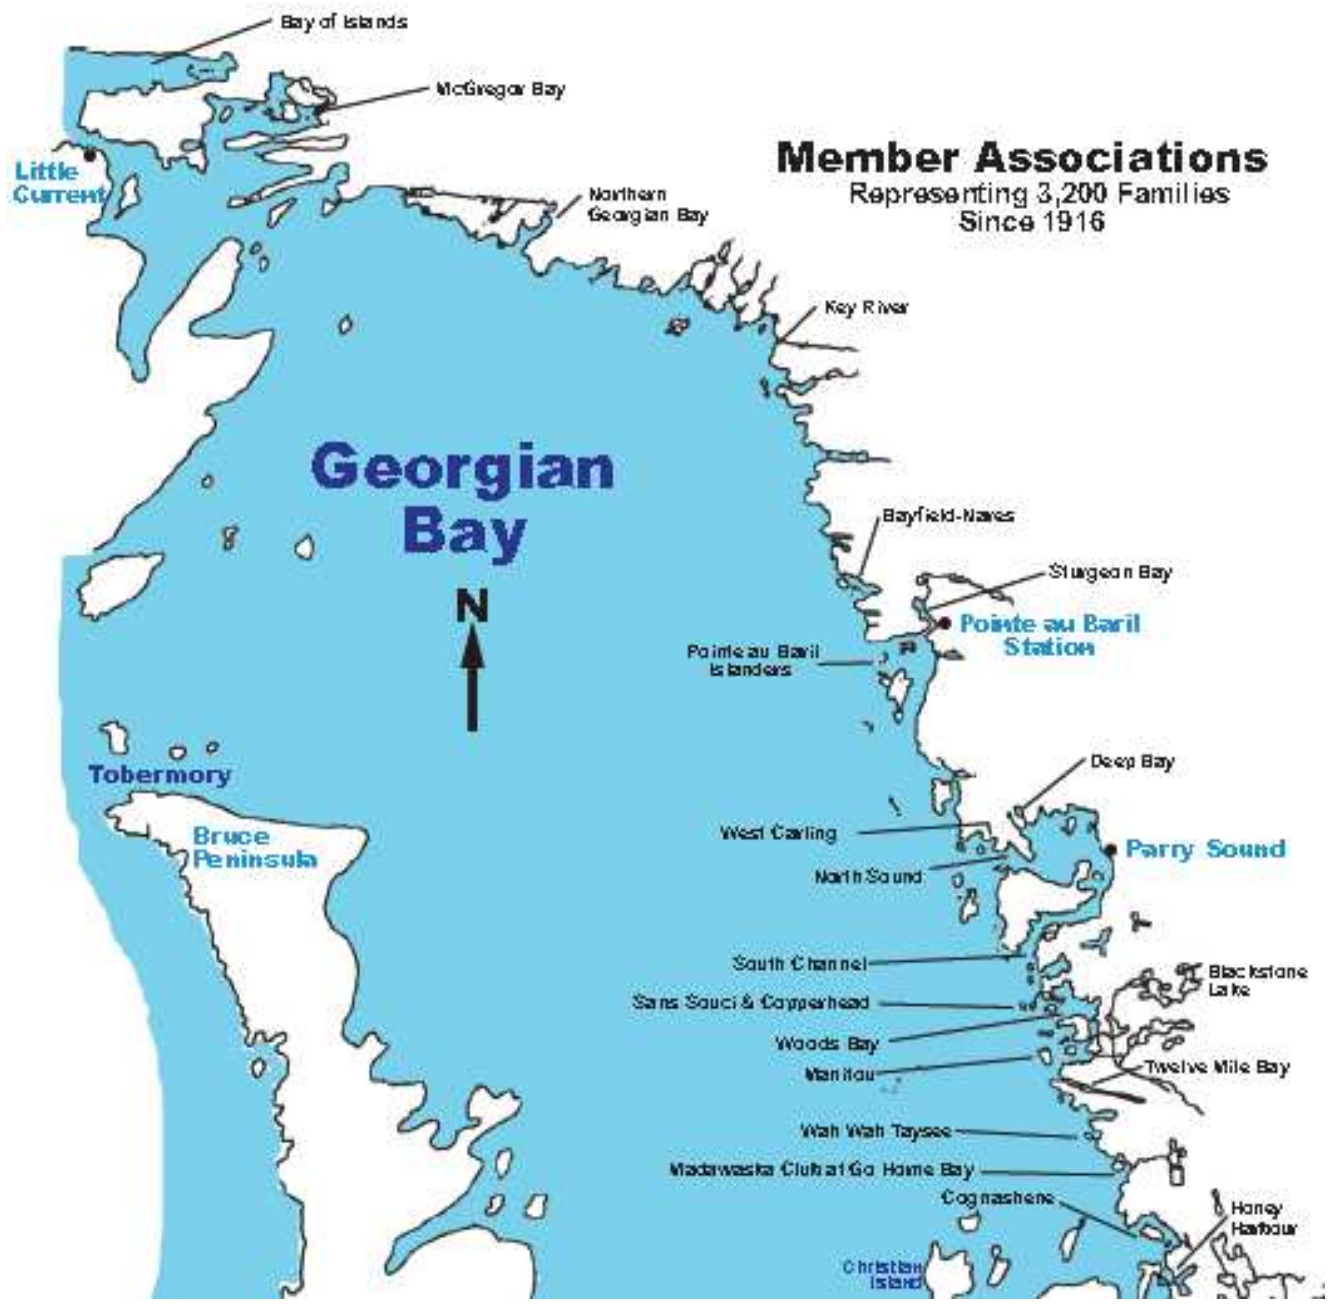 Bay of Islands
McGregor Bay
Member Associations
Representing 3,200 Families
Since 1916
Little
Current
Northern
Georgian Bay
Key River
Georgian
Bay
N
Bayfield-Nares
Sturgeon Bay
Pointe au Baril
Station
Pointe au Baril
Islanders
Tobermory
Deep Bay
Bruce
Peninsula
West Carling
Parry Sound
North Sound
South Channel
Blackstone
Lake
Sans Souci & Copperhead
Woods Bay
Manitou
Twelve Mile Bay
Wah Wah Taysee
Madawaska Club at Go Home Bay
Cognashene
Honey
Harbour
Christian
Island